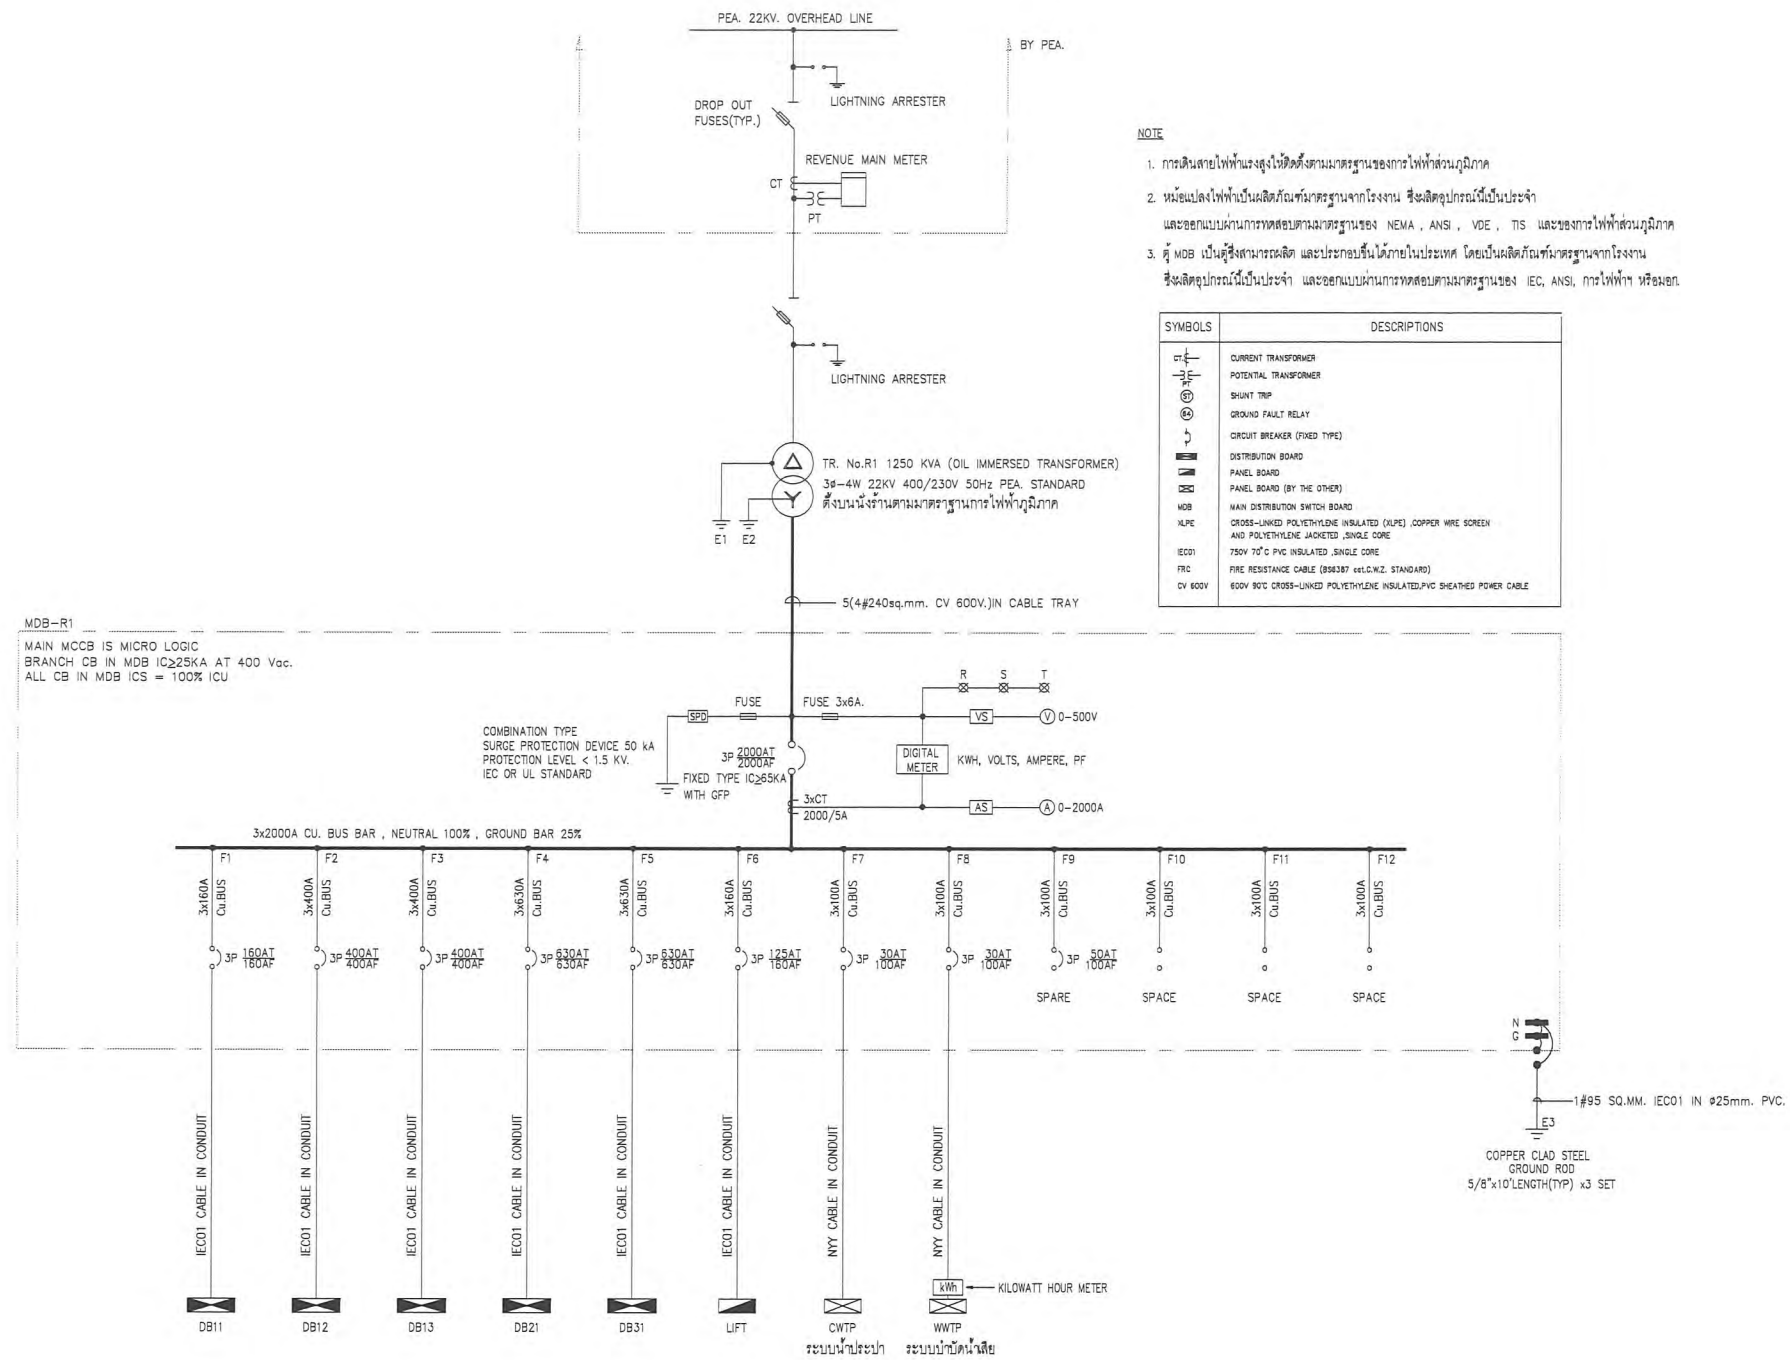 PEA. 22KV. OVERHEAD LINE
BY PEA.
LIGHTNING ARRESTER
DROP OUT
FUSES(TYP.)
REVENUE MAIN METER
CT
PT
LIGHTNING ARRESTER
TR. No.R1 1250 KVA (OIL IMMERSED TRANSFORMER)
3ø-4W 22KV 400/230V 50Hz PEA. STANDARD
ตั้งบนนั่งร้านตามมาตราฐานการไฟฟ้าภูมิภาค
E1 E2
5(4#240sq.mm. CV 600V.)IN CABLE TRAY
NOTE
1. การเดินสายไฟฟ้าแรงสูงให้ติดตั้งตามมาตรฐานของการไฟฟ้าส่วนภูมิภาค
2. หม้อแปลงไฟฟ้าเป็นผลิตภัณฑ์มาตรฐานจากโรงงาน ซึ่งผลิตอุปกรณ์นี้เป็นประจำ
และออกแบบผ่านการทดสอบตามมาตรฐานของ NEMA , ANSI , VDE , TIS และของการไฟฟ้าส่วนภูมิภาค
3. ตู้ MDB เป็นตู้ซึ่งสามารถผลิต และประกอบขึ้นได้ภายในประเทศ โดยเป็นผลิตภัณฑ์มาตรฐานจากโรงงาน
ซึ่งผลิตอุปกรณ์นี้เป็นประจำ และออกแบบผ่านการทดสอบตามมาตรฐานของ IEC, ANSI, การไฟฟ้าฯ หรือมอก.
SYMBOLS DESCRIPTIONS
CT. CURRENT TRANSFORMER
PT POTENTIAL TRANSFORMER
ST SHUNT TRIP
64 GROUND FAULT RELAY
CIRCUIT BREAKER (FIXED TYPE)
DISTRIBUTION BOARD
PANEL BOARD
PANEL BOARD (BY THE OTHER)
MDB MAIN DISTRIBUTION SWITCH BOARD
XLPE CROSS-LINKED POLYETHYLENE INSULATED (XLPE) ,COPPER WIRE SCREEN
AND POLYETHYLENE JACKETED ,SINGLE CORE
IEC01 750V 70°C PVC INSULATED ,SINGLE CORE
FRC FIRE RESISTANCE CABLE (BS6387 cat.C.W.Z. STANDARD)
CV 600V 600V 90°C CROSS-LINKED POLYETHYLENE INSULATED,PVC SHEATHED POWER CABLE
MDB-R1
MAIN MCCB IS MICRO LOGIC
BRANCH CB IN MDB IC≥25KA AT 400 Vac.
ALL CB IN MDB ICS = 100% ICU
R S T
FUSE FUSE 3x6A.
SPD VS V 0-500V
COMBINATION TYPE
SURGE PROTECTION DEVICE 50 kA
PROTECTION LEVEL < 1.5 KV.
IEC OR UL STANDARD
3P 2000AT
2000AF
FIXED TYPE IC≥65KA
WITH GFP
DIGITAL
METER
KWH, VOLTS, AMPERE, PF
3xCT
2000/5A
AS A 0-2000A
3x2000A CU. BUS BAR , NEUTRAL 100% , GROUND BAR 25%
F1 F2 F3 F4 F5 F6 F7 F8 F9 F10 F11 F12
3x160A Cu.BUS
3x400A Cu.BUS
3x400A Cu.BUS
3x630A Cu.BUS
3x630A Cu.BUS
3x160A Cu.BUS
3x100A Cu.BUS
3x100A Cu.BUS
3x100A Cu.BUS
3x100A Cu.BUS
3x100A Cu.BUS
3x100A Cu.BUS
3P 160AT
160AF
3P 400AT
400AF
3P 400AT
400AF
3P 630AT
630AF
3P 630AT
630AF
3P 125AT
160AF
3P 30AT
100AF
3P 30AT
100AF
3P 50AT
100AF
SPARE SPACE SPACE SPACE
N
G
1#95 SQ.MM. IEC01 IN ø25mm. PVC.
E3
COPPER CLAD STEEL
GROUND ROD
5/8"x10'LENGTH(TYP) x3 SET
IEC01 CABLE IN CONDUIT
IEC01 CABLE IN CONDUIT
IEC01 CABLE IN CONDUIT
IEC01 CABLE IN CONDUIT
IEC01 CABLE IN CONDUIT
IEC01 CABLE IN CONDUIT
NYY CABLE IN CONDUIT
NYY CABLE IN CONDUIT
kWh KILOWATT HOUR METER
DB11 DB12 DB13 DB21 DB31 LIFT CWTP WWTP
ระบบน้ำประปา ระบบบำบัดน้ำเสีย